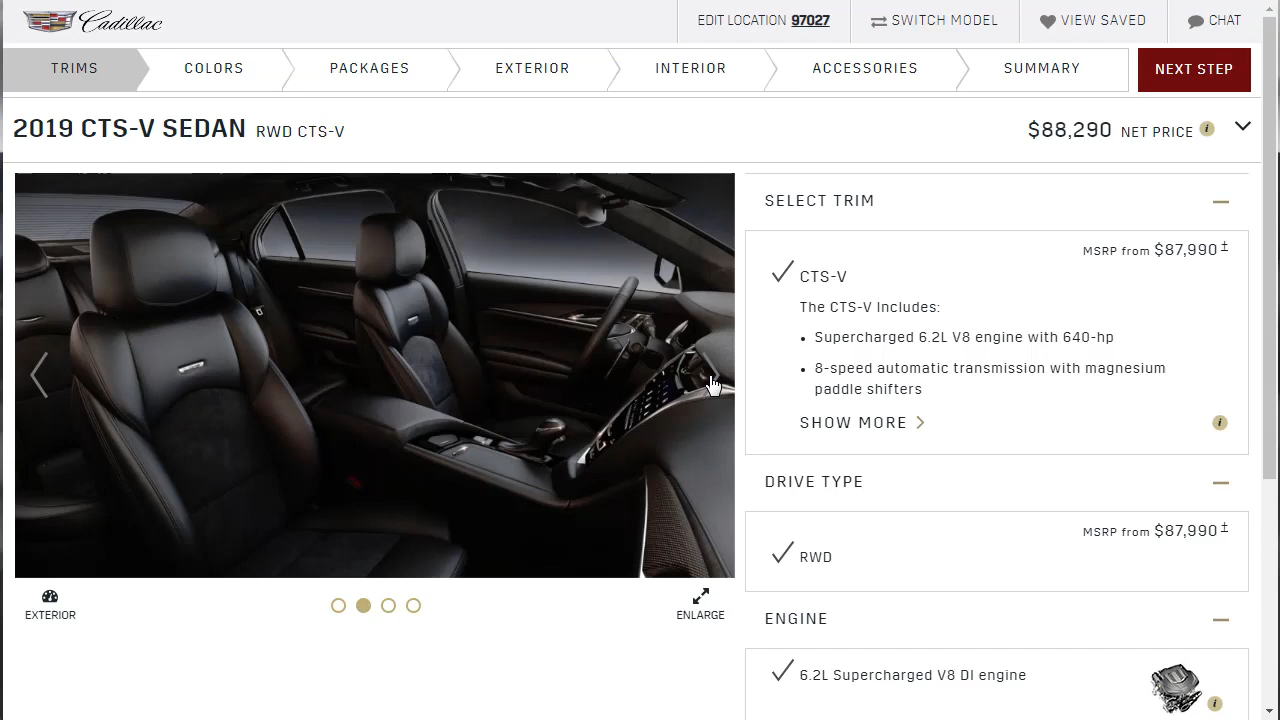 Cadillac
EDIT LOCATION 97027
SWITCH MODEL
VIEW SAVED
CHAT
TRIMS
COLORS
PACKAGES
EXTERIOR
INTERIOR
ACCESSORIES
SUMMARY
NEXT STEP
2019 CTS-V SEDAN RWD CTS-V
$88,290 NET PRICE i
SELECT TRIM
MSRP from $87,990 ±
CTS-V
The CTS-V Includes:
• Supercharged 6.2L V8 engine with 640-hp
• 8-speed automatic transmission with magnesium
paddle shifters
SHOW MORE
i
DRIVE TYPE
MSRP from $87,990 ±
RWD
EXTERIOR
ENLARGE
ENGINE
6.2L Supercharged V8 DI engine
i